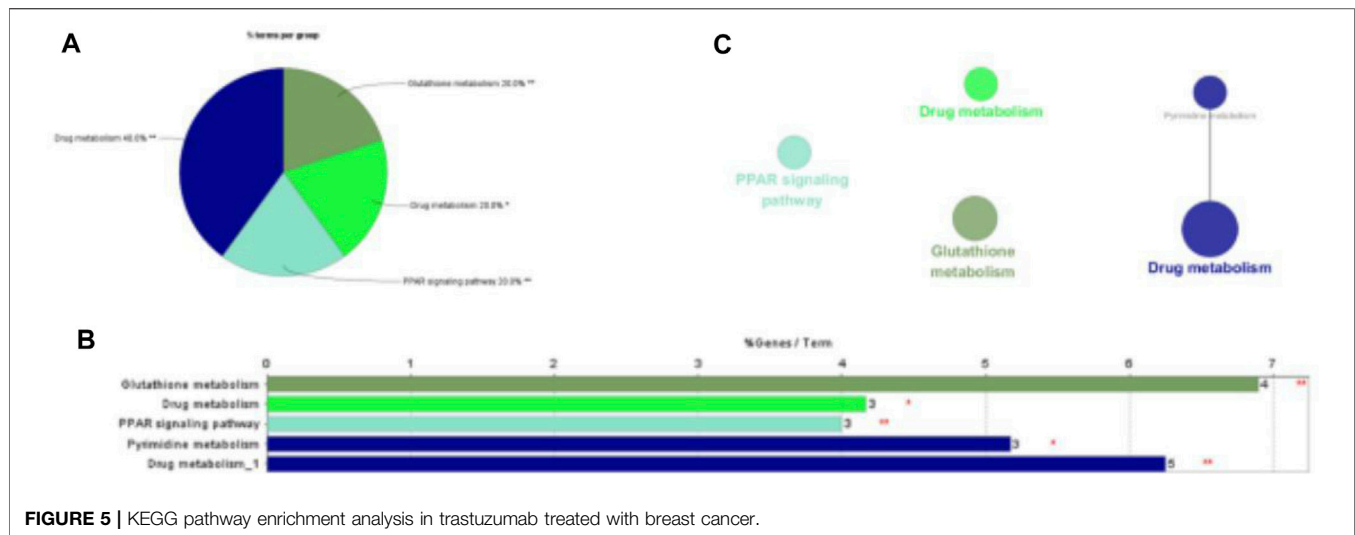 A
% terms per group
Glutathione metabolism 20.0% **
Drug metabolism 40.0% **
Drug metabolism 20.0% *
PPAR signaling pathway 20.0% **
C
Drug metabolism
Pyrimidine metabolism
PPAR signaling
pathway
Glutathione
metabolism
Drug metabolism
B
%Genes / Term
0 1 2 3 4 5 6 7
Glutathione metabolism 4 **
Drug metabolism 3 *
PPAR signaling pathway 3 **
Pyrimidine metabolism 3 *
Drug metabolism_1 5 **
FIGURE 5 | KEGG pathway enrichment analysis in trastuzumab treated with breast cancer.